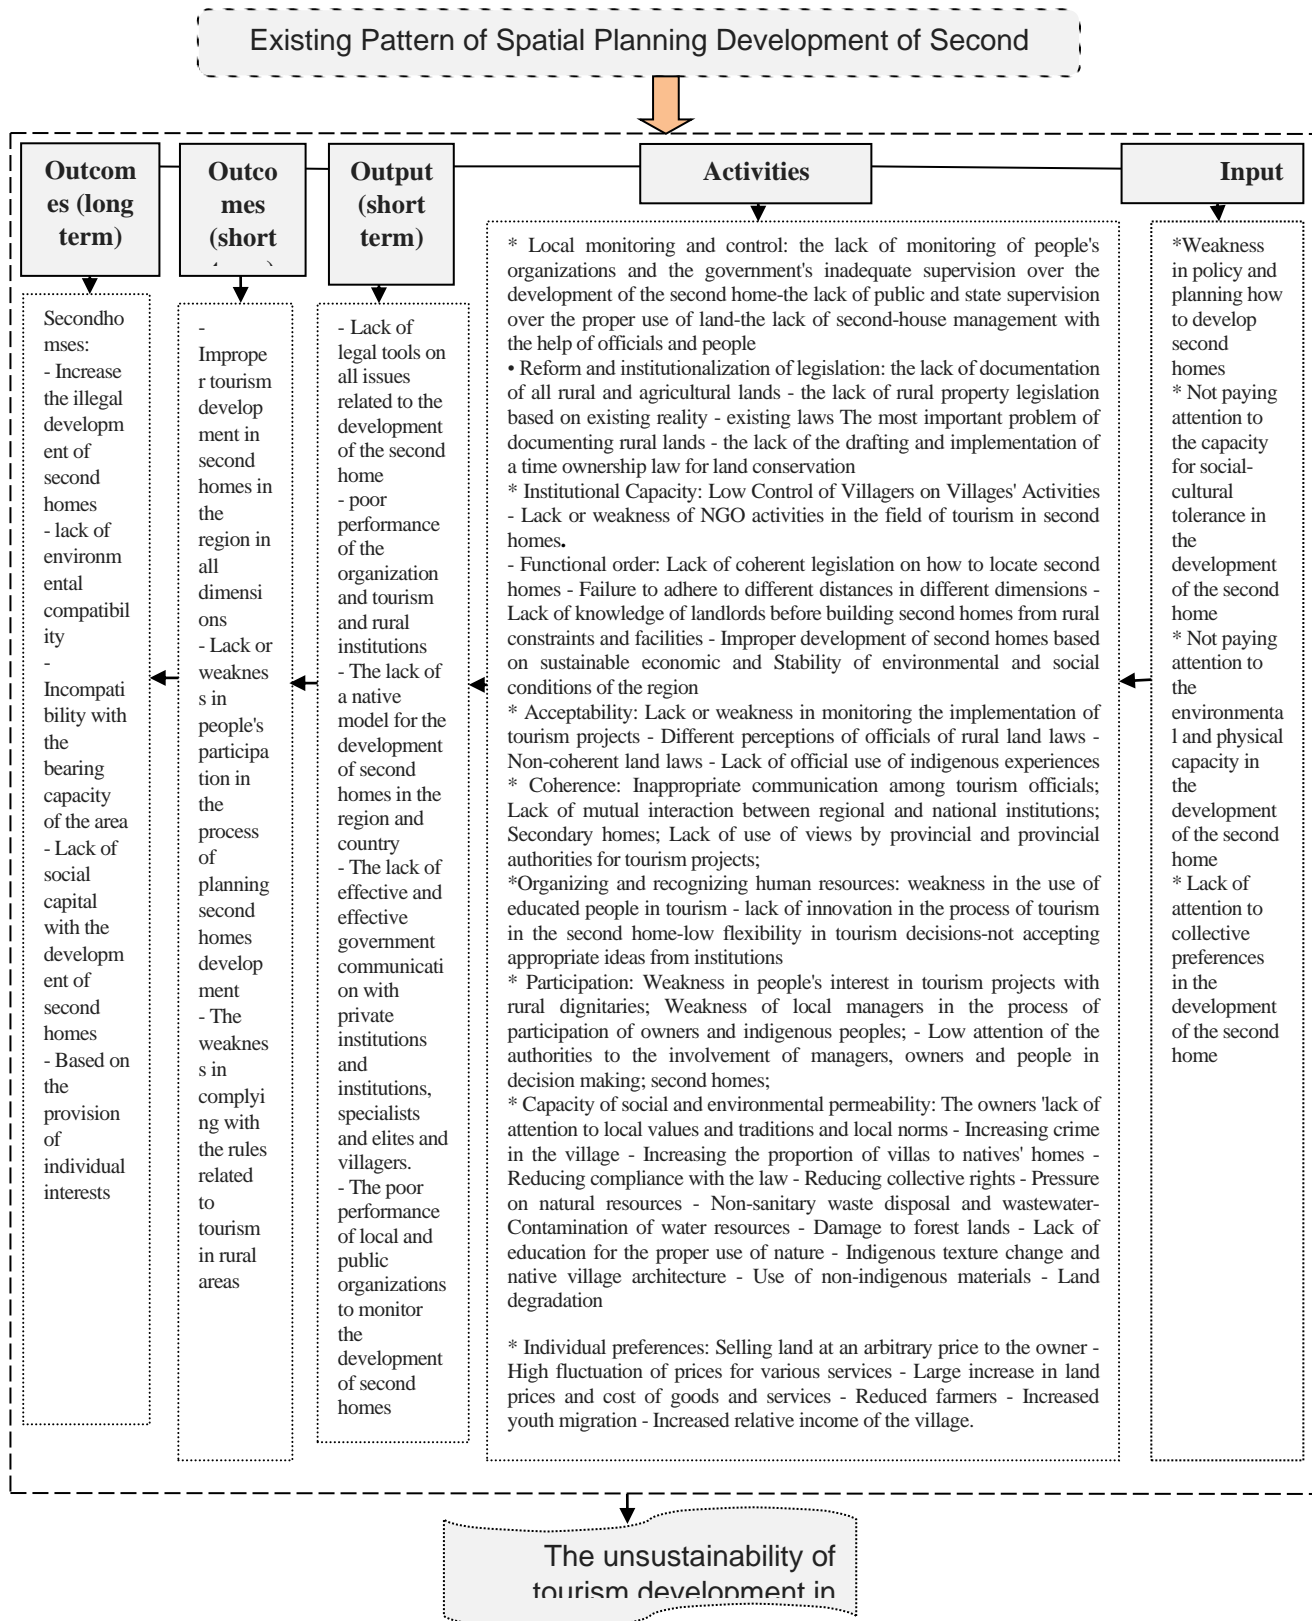 Existing Pattern of Spatial Planning Development of Second
Outcom
es (long
term)
Outco
mes
(short
Output
(short
term)
Activities
Input
Secondho
mses:
- Increase
the illegal
developm
ent of
second
homes
- lack of
environm
ental
compatibil
ity
-
Incompati
bility with
the
bearing
capacity
of the area
- Lack of
social
capital
with the
developm
ent of
second
homes
- Based on
the
provision
of
individual
interests
-
Imprope
r tourism
develop
ment in
second
homes in
the
region in
all
dimensi
ons
- Lack or
weaknes
s in
people's
participa
tion in
the
process
of
planning
second
homes
develop
ment
- The
weaknes
s in
complyi
ng with
the rules
related
to
tourism
in rural
areas
- Lack of
legal tools on
all issues
related to the
development
of the second
home
- poor
performance
of the
organization
and tourism
and rural
institutions
- The lack of
a native
model for the
development
of second
homes in the
region and
country
- The lack of
effective and
effective
government
communicati
on with
private
institutions
and
institutions,
specialists
and elites and
villagers.
- The poor
performance
of local and
public
organizations
to monitor
the
development
of second
homes
* Local monitoring and control: the lack of monitoring of people's
organizations and the government's inadequate supervision over the
development of the second home-the lack of public and state supervision
over the proper use of land-the lack of second-house management with
the help of officials and people
• Reform and institutionalization of legislation: the lack of documentation
of all rural and agricultural lands - the lack of rural property legislation
based on existing reality - existing laws The most important problem of
documenting rural lands - the lack of the drafting and implementation of
a time ownership law for land conservation
* Institutional Capacity: Low Control of Villagers on Villages' Activities
- Lack or weakness of NGO activities in the field of tourism in second
homes.
- Functional order: Lack of coherent legislation on how to locate second
homes - Failure to adhere to different distances in different dimensions -
Lack of knowledge of landlords before building second homes from rural
constraints and facilities - Improper development of second homes based
on sustainable economic and Stability of environmental and social
conditions of the region
* Acceptability: Lack or weakness in monitoring the implementation of
tourism projects - Different perceptions of officials of rural land laws -
Non-coherent land laws - Lack of official use of indigenous experiences
* Coherence: Inappropriate communication among tourism officials;
Lack of mutual interaction between regional and national institutions;
Secondary homes; Lack of use of views by provincial and provincial
authorities for tourism projects;
*Organizing and recognizing human resources: weakness in the use of
educated people in tourism - lack of innovation in the process of tourism
in the second home-low flexibility in tourism decisions-not accepting
appropriate ideas from institutions
* Participation: Weakness in people's interest in tourism projects with
rural dignitaries; Weakness of local managers in the process of
participation of owners and indigenous peoples; - Low attention of the
authorities to the involvement of managers, owners and people in
decision making; second homes;
* Capacity of social and environmental permeability: The owners 'lack of
attention to local values and traditions and local norms - Increasing crime
in the village - Increasing the proportion of villas to natives' homes -
Reducing compliance with the law - Reducing collective rights - Pressure
on natural resources - Non-sanitary waste disposal and wastewater-
Contamination of water resources - Damage to forest lands - Lack of
education for the proper use of nature - Indigenous texture change and
native village architecture - Use of non-indigenous materials - Land
degradation
* Individual preferences: Selling land at an arbitrary price to the owner -
High fluctuation of prices for various services - Large increase in land
prices and cost of goods and services - Reduced farmers - Increased
youth migration - Increased relative income of the village.
*Weakness
in policy and
planning how
to develop
second
homes
* Not paying
attention to
the capacity
for social-
cultural
tolerance in
the
development
of the second
home
* Not paying
attention to
the
environmenta
l and physical
capacity in
the
development
of the second
home
* Lack of
attention to
collective
preferences
in the
development
of the second
home
The unsustainability of
tourism development in